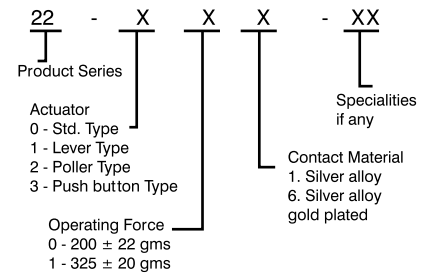 22 - X X X - XX
Product Series
Specialities
if any
Actuator
0 - Std. Type
1 - Lever Type
2 - Poller Type
3 - Push button Type
Contact Material
1. Silver alloy
6. Silver alloy
gold plated
Operating Force
0 - 200 ± 22 gms
1 - 325 ± 20 gms